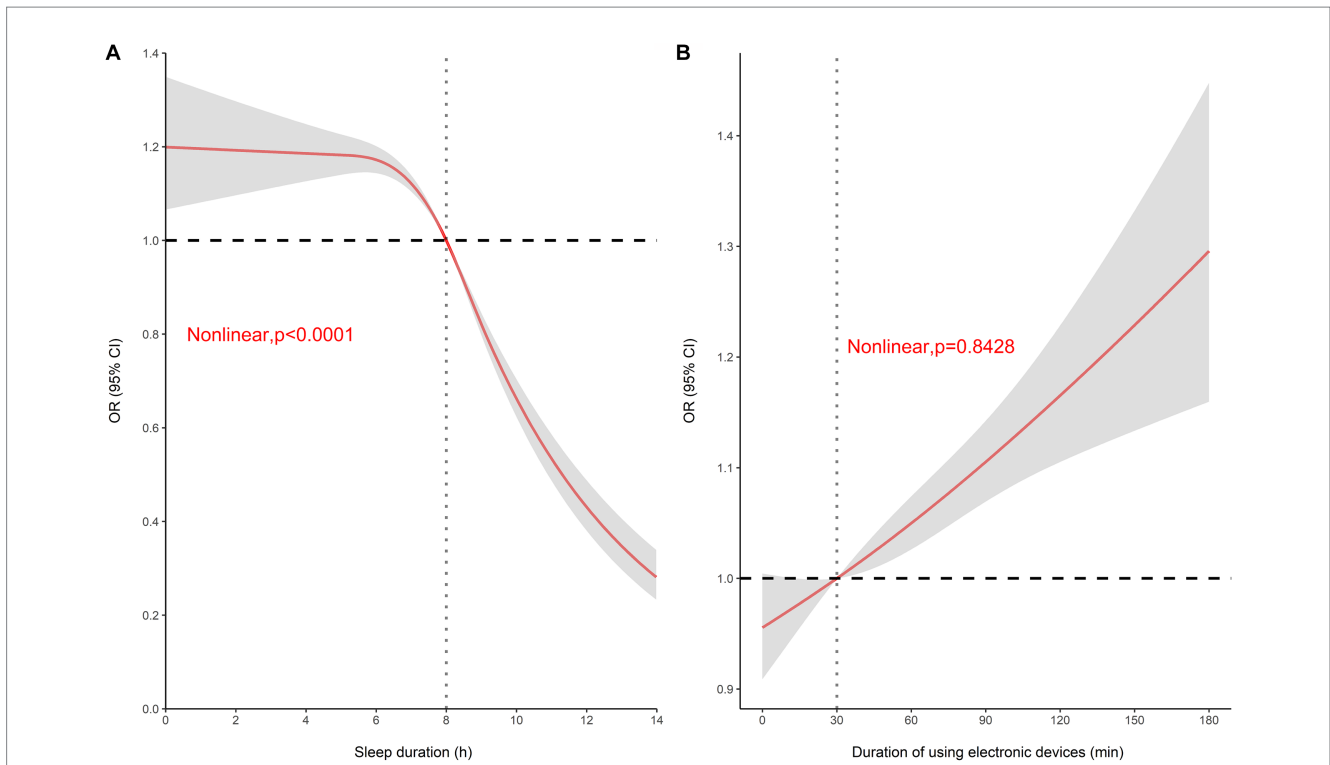 A
1.4
1.2
1.0
0.8
0.6
0.4
0.2
0.0
OR (95% CI)
Nonlinear,p<0.0001
0 2 4 6 8 10 12 14
Sleep duration (h)
B
1.4
1.3
1.2
1.1
1.0
0.9
OR (95% CI)
Nonlinear,p=0.8428
0 30 60 90 120 150 180
Duration of using electronic devices (min)